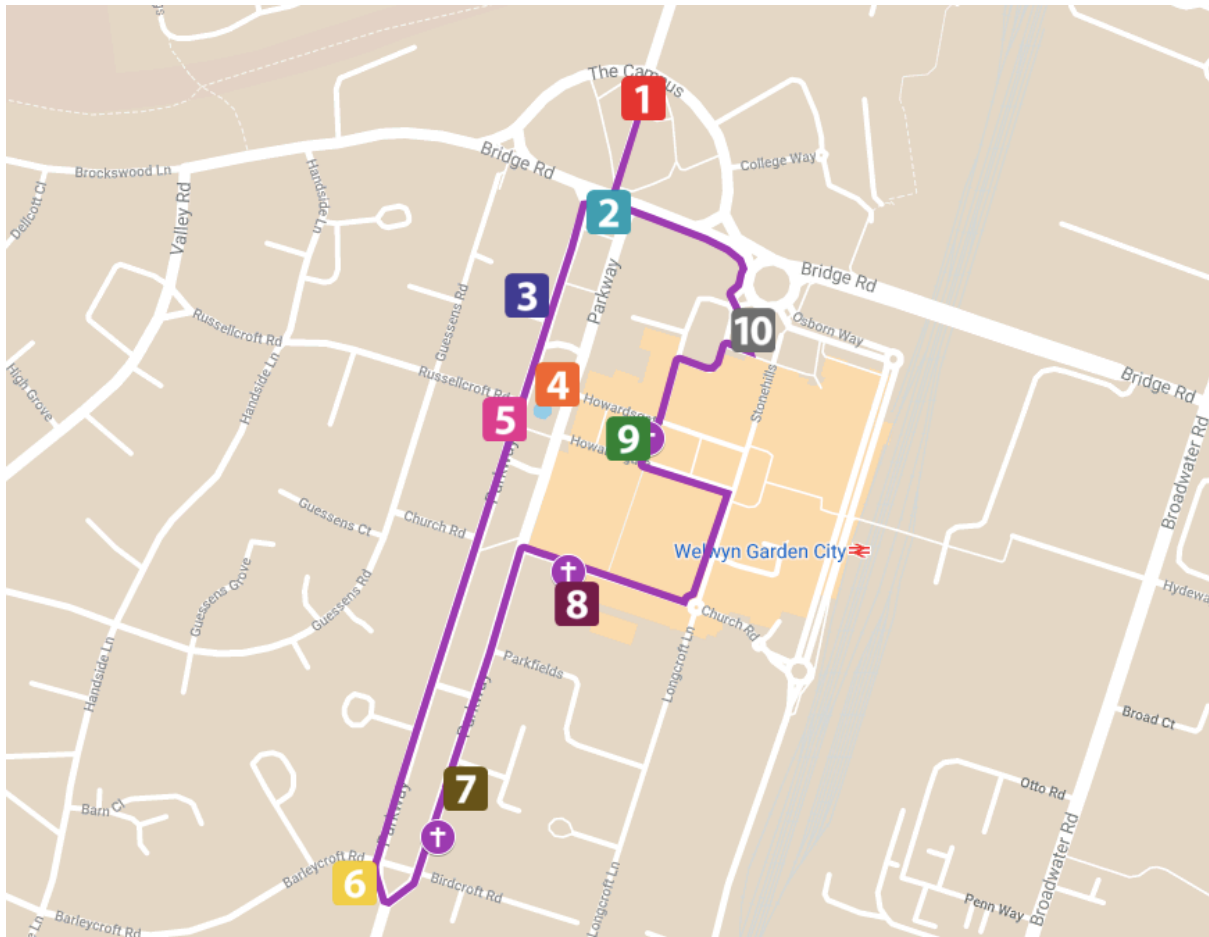 The Campus
1
Bridge Rd
College Way
Brockswood Ln
Handside Ln
Dellcott Cl
Valley Rd
2
Bridge Rd
3
Parkway
Guessens Rd
10
Osborn Way
Russellcroft Rd
Handside Ln
High Grove
Russellcroft Rd
4
Stonehills
Bridge Rd
5
9
Parkway
Broadwater Rd
Guessens Ct
Church Rd
Welwyn Garden City
Guessens Grove
Guessens Rd
8
Church Rd
Longcroft Ln
Parkfields
Handside Ln
Parkway
Broad Ct
7
Otto Rd
Barn Cl
Parkway
Barleycroft Rd
6
Birdcroft Rd
Longcroft Ln
Penn Way
Broadwater Rd
Barleycroft Rd